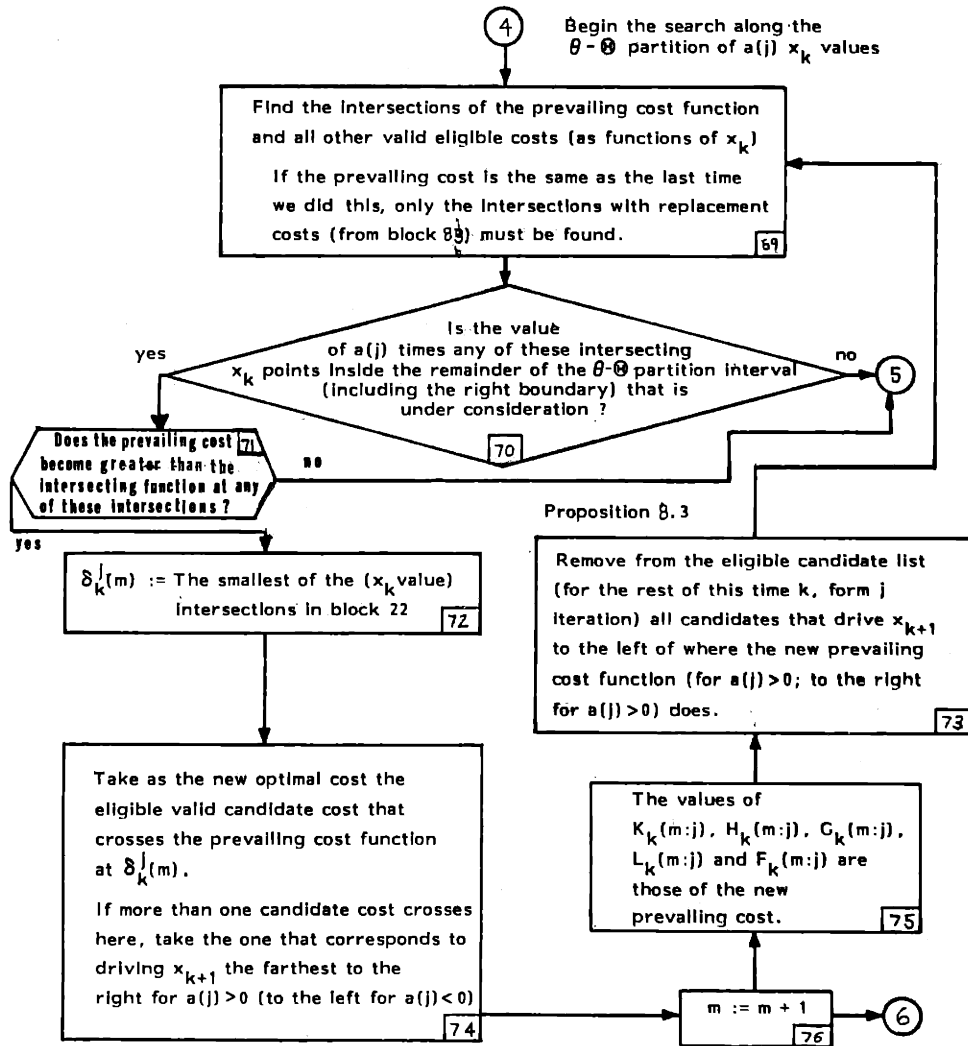 4
Begin the search along the
θ-Θ partition of a(j) x_k values
Find the intersections of the prevailing cost function
and all other valid eligible costs (as functions of x_k)
If the prevailing cost is the same as the last time
we did this, only the intersections with replacement
costs (from block 83) must be found.
69
Is the value
of a(j) times any of these intersecting
x_k points inside the remainder of the θ-Θ partition interval
(including the right boundary) that is
under consideration ?
70
yes
no
5
Does the prevailing cost
become greater than the
intersecting function at any
of these intersections ?
71
no
yes
δ_k^j(m) := The smallest of the (x_k value)
intersections in block 22
72
Proposition 8.3
Remove from the eligible candidate list
(for the rest of this time k, form j
iteration) all candidates that drive x_{k+1}
to the left of where the new prevailing
cost function (for a(j)>0; to the right
for a(j)>0) does.
73
Take as the new optimal cost the
eligible valid candidate cost that
crosses the prevailing cost function
at δ_k^j(m).
If more than one candidate cost crosses
here, take the one that corresponds to
driving x_{k+1} the farthest to the
right for a(j)>0 (to the left for a(j)<0)
74
The values of
K_k(m:j), H_k(m:j), G_k(m:j),
L_k(m:j) and F_k(m:j) are
those of the new
prevailing cost.
75
m := m + 1
76
6